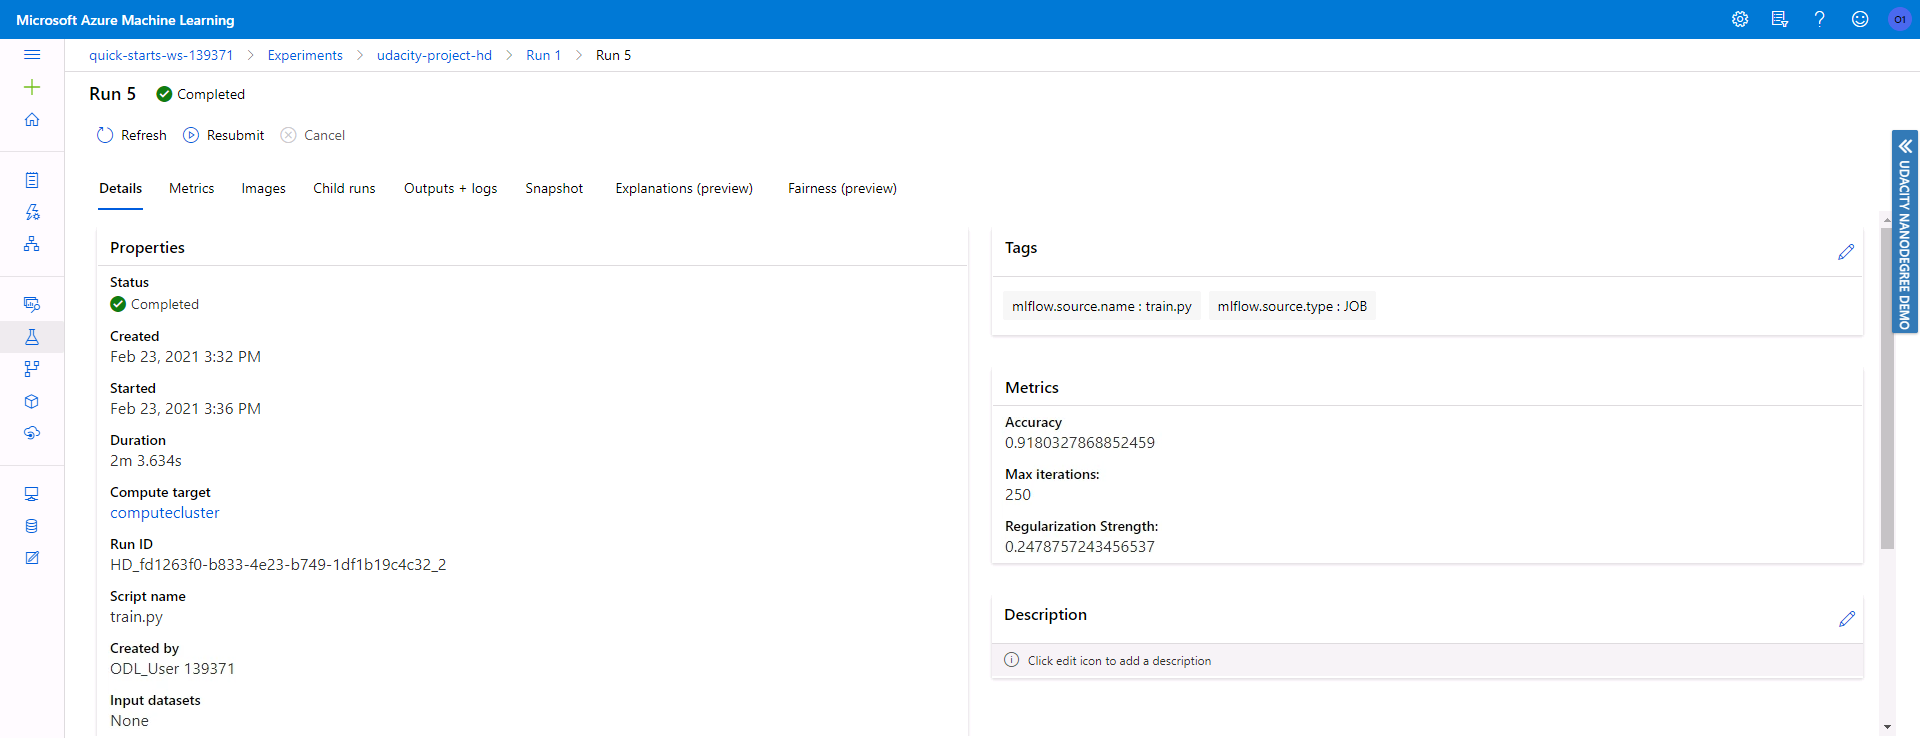 Microsoft Azure Machine Learning
O1
quick-starts-ws-139371 > Experiments > udacity-project-hd > Run 1 > Run 5
Run 5 Completed
Refresh Resubmit Cancel
Details Metrics Images Child runs Outputs + logs Snapshot Explanations (preview) Fairness (preview)
Properties
Status
Completed
Created
Feb 23, 2021 3:32 PM
Started
Feb 23, 2021 3:36 PM
Duration
2m 3.634s
Compute target
computecluster
Run ID
HD_fd1263f0-b833-4e23-b749-1df1b19c4c32_2
Script name
train.py
Created by
ODL_User 139371
Input datasets
None
Tags
mlflow.source.name : train.py mlflow.source.type : JOB
Metrics
Accuracy
0.9180327868852459
Max iterations:
250
Regularization Strength:
0.2478757243456537
Description
Click edit icon to add a description
UDACITY NANODEGREE DEMO